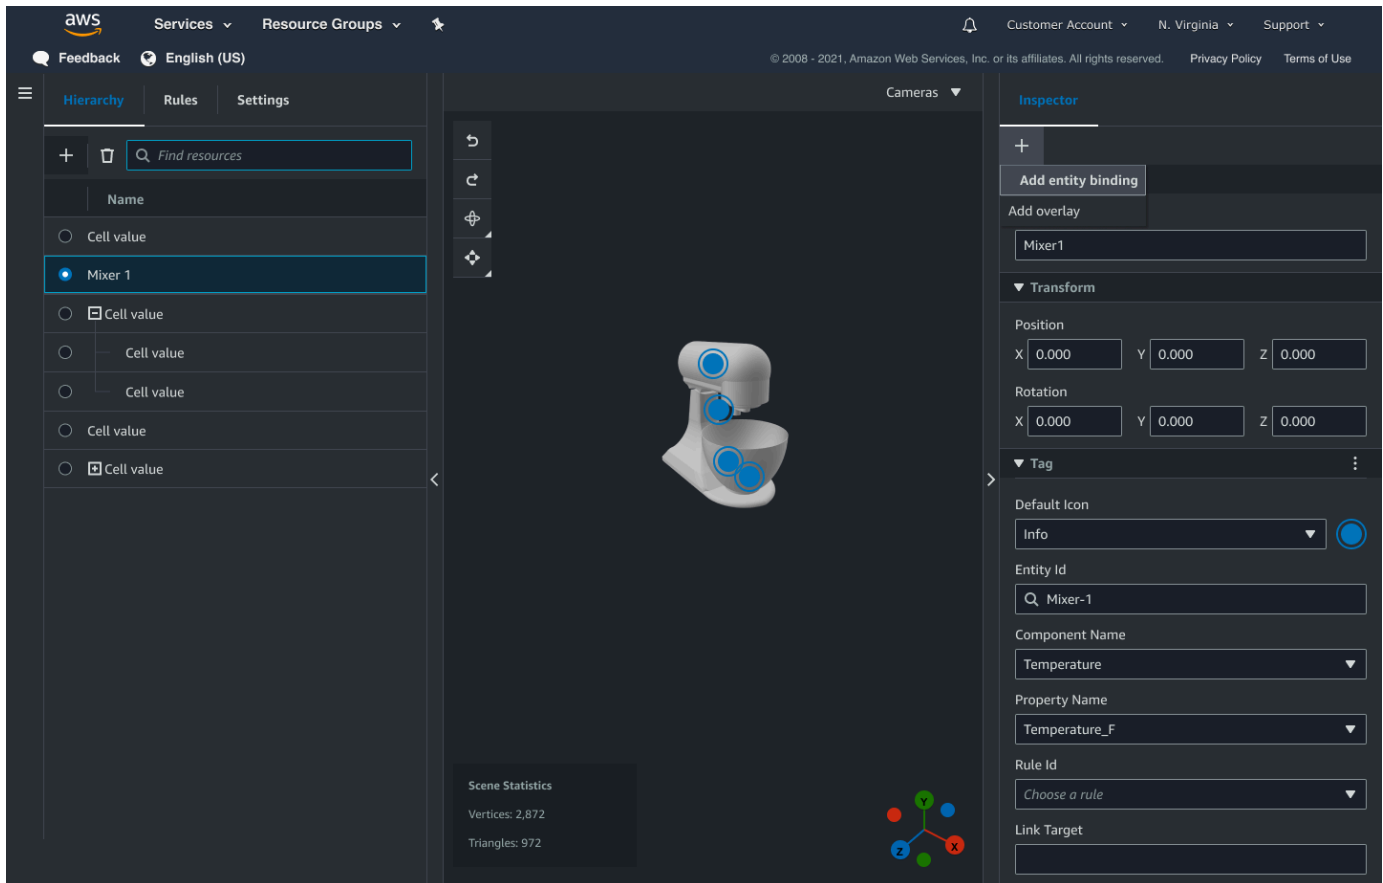 aws
Services
Resource Groups
Customer Account
N. Virginia
Support
Feedback
English (US)
© 2008 - 2021, Amazon Web Services, Inc. or its affiliates. All rights reserved.
Privacy Policy
Terms of Use
Hierarchy
Rules
Settings
Find resources
Name
Cell value
Mixer 1
Cell value
Cell value
Cell value
Cell value
Cell value
Cameras
Scene Statistics
Vertices: 2,872
Triangles: 972
Y
X
Z
Inspector
Add entity binding
Add overlay
Mixer1
Transform
Position
X 0.000 Y 0.000 Z 0.000
Rotation
X 0.000 Y 0.000 Z 0.000
Tag
Default Icon
Info
Entity Id
Mixer-1
Component Name
Temperature
Property Name
Temperature_F
Rule Id
Choose a rule
Link Target